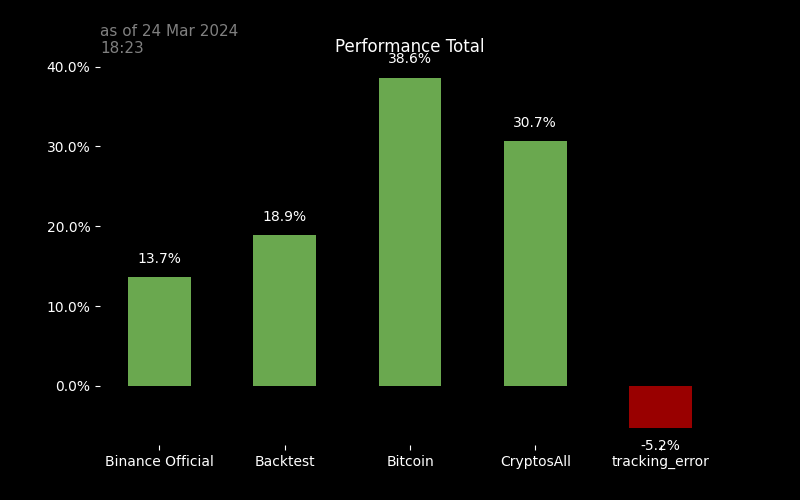 as of 24 Mar 2024
18:23
Performance Total
40.0%
30.0%
20.0%
10.0%
0.0%
13.7%
18.9%
38.6%
30.7%
-5.2%
Binance Official
Backtest
Bitcoin
CryptosAll
tracking_error